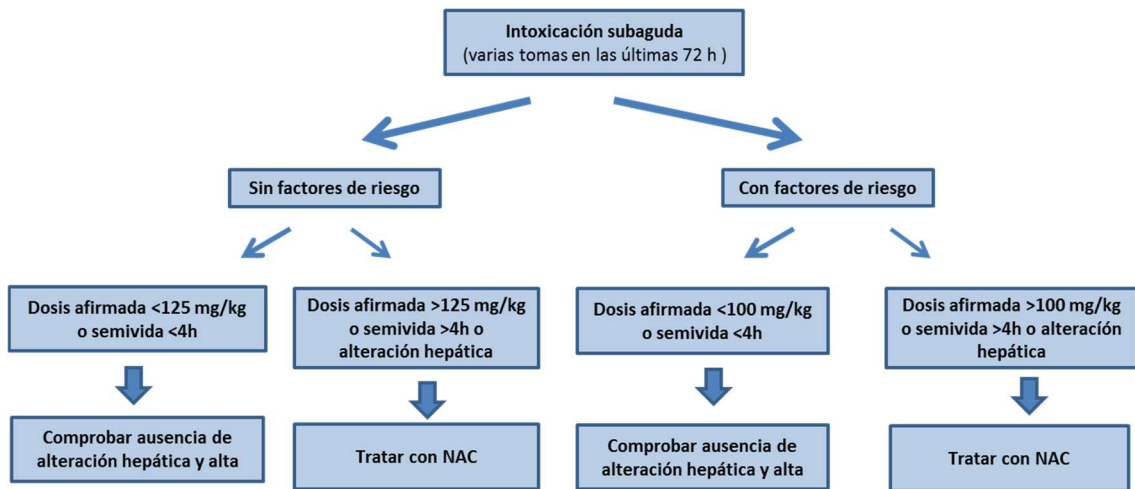 Intoxicación subaguda
(varias tomas en las últimas 72 h )
Sin factores de riesgo
Con factores de riesgo
Dosis afirmada <125 mg/kg
o semivida <4h
Dosis afirmada >125 mg/kg
o semivida >4h o
alteración hepática
Dosis afirmada <100 mg/kg
o semivida <4h
Dosis afirmada >100 mg/kg
o semivida >4h o alteracíón
hepática
Comprobar ausencia de
alteración hepática y alta
Tratar con NAC
Comprobar ausencia de
alteración hepática y alta
Tratar con NAC